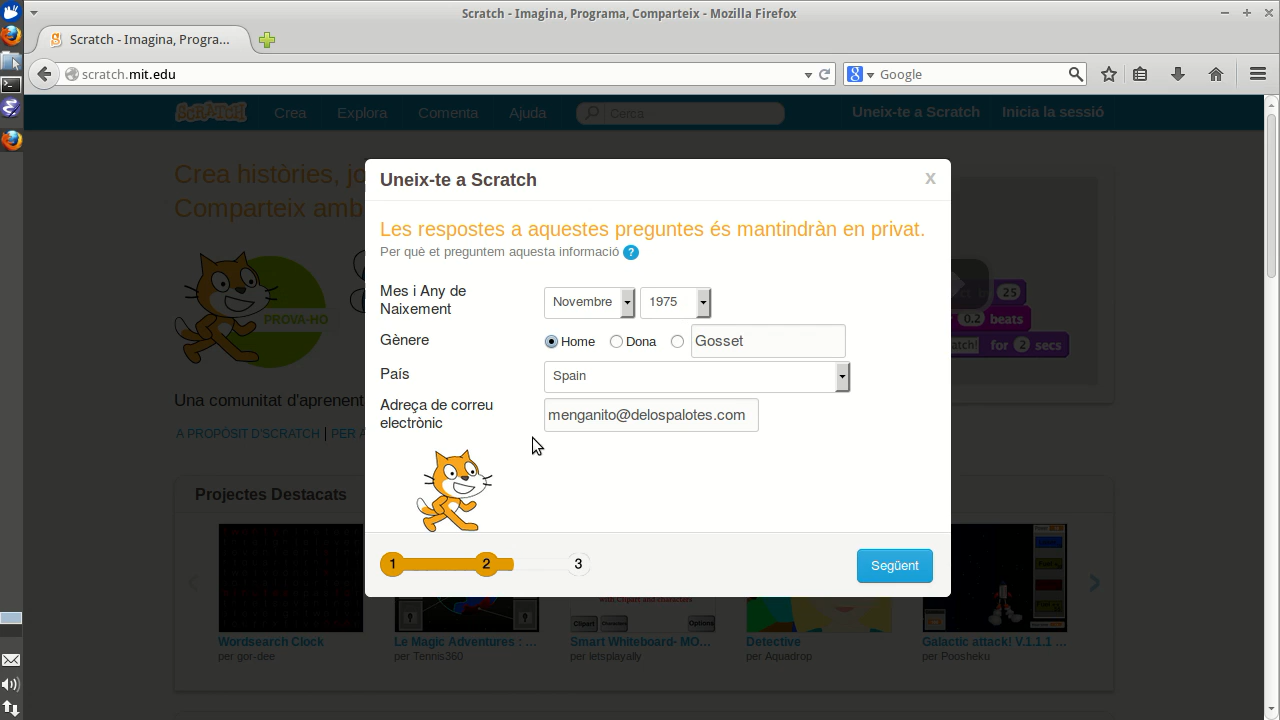 Scratch - Imagina, Programa, Comparteix - Mozilla Firefox
Scratch - Imagina, Progra...
scratch.mit.edu
Google
SCRATCH
Crea
Explora
Comenta
Ajuda
Cerca
Uneix-te a Scratch
Inicia la sessió
Crea històries, jo
Comparteix amb
PROVA-HO
25
0.2 beats
for 2 secs
Una comunitat d'aprenent
A PROPÒSIT D'SCRATCH | PER A
Uneix-te a Scratch
x
Les respostes a aquestes preguntes és mantindràn en privat.
Per què et preguntem aquesta informació ?
Mes i Any de
Naixement
Novembre
1975
Gènere
Home
Dona
Gosset
País
Spain
Adreça de correu
electrònic
menganito@delospalotes.com
1
2
3
Següent
Projectes Destacats
Clipart
Options
Wordsearch Clock
per gor-dee
Le Magic Adventures : ...
per Tennis360
Smart Whiteboard- MO...
per letsplayally
Detective
per Aquadrop
Galactic attack! V.1.1.1 ...
per Poosheku